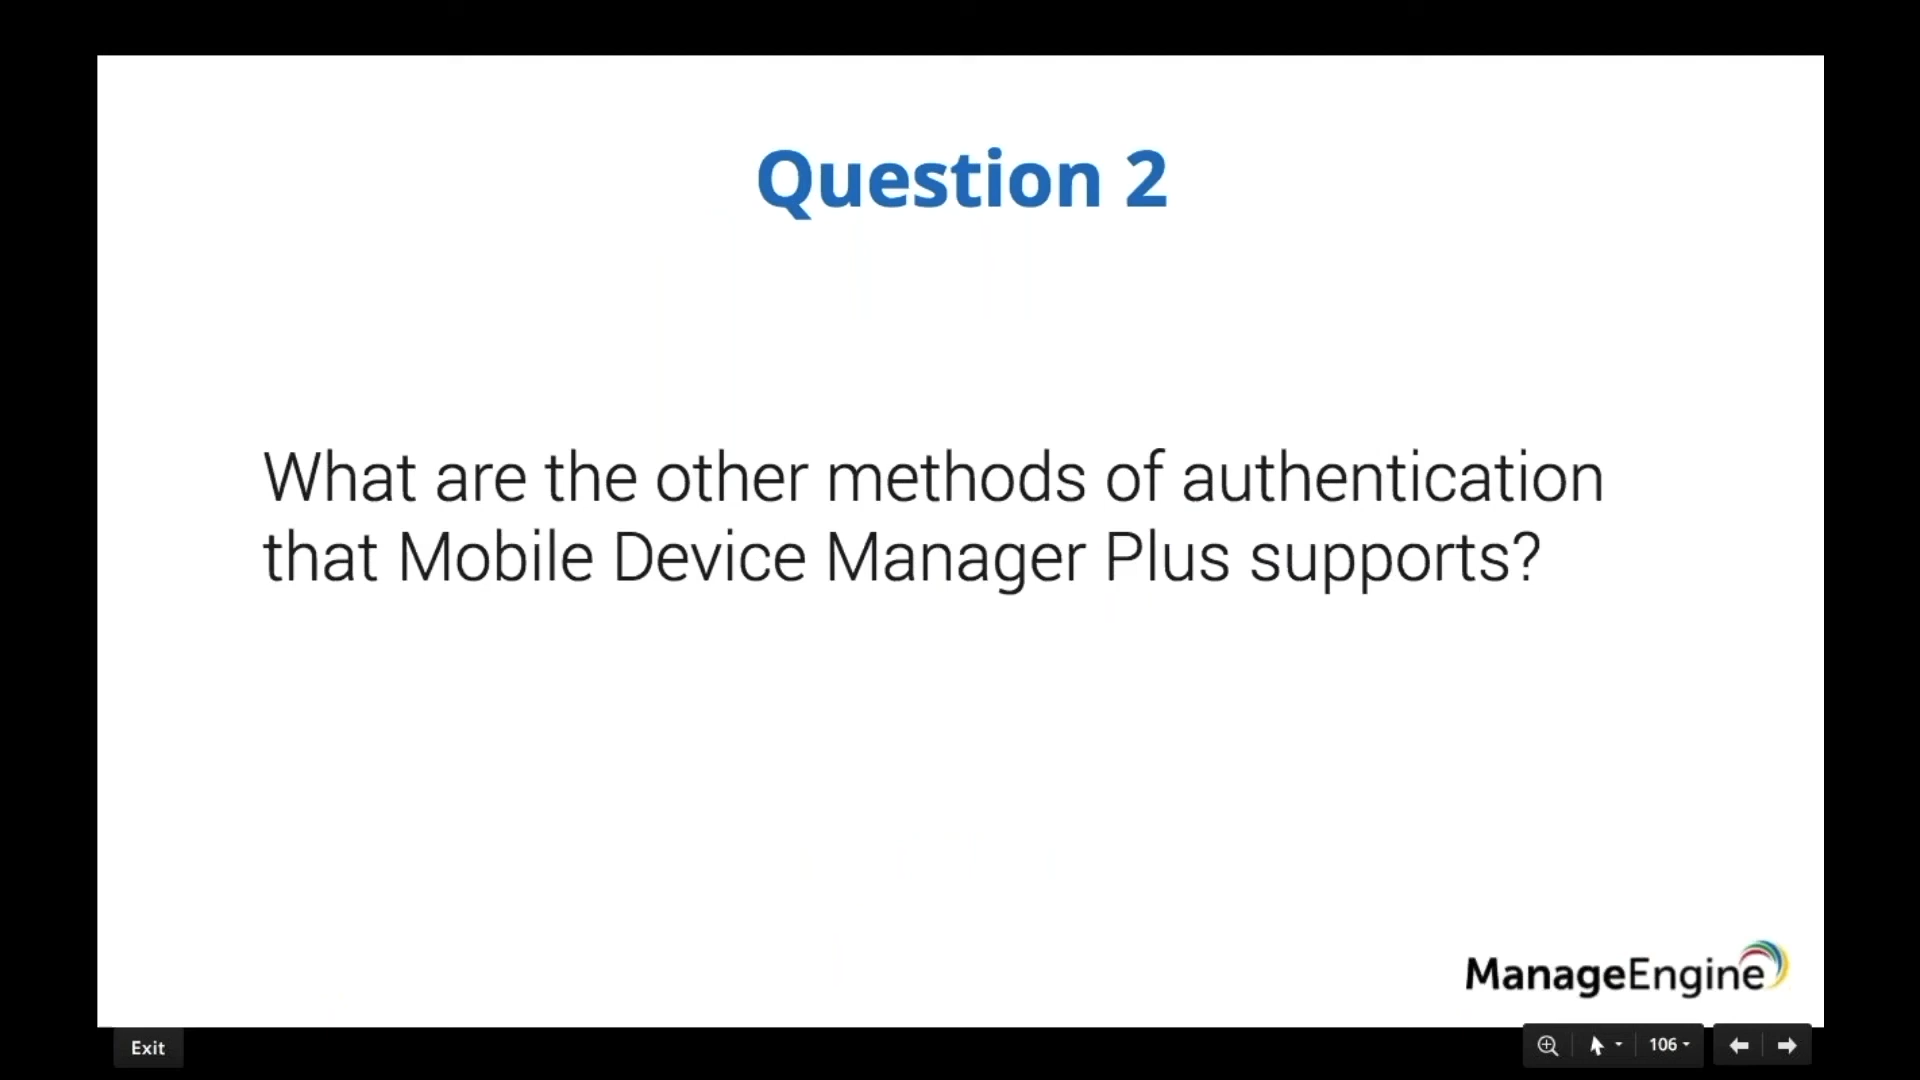 Question 2
What are the other methods of authentication
that Mobile Device Manager Plus supports?
ManageEngine
Exit
106